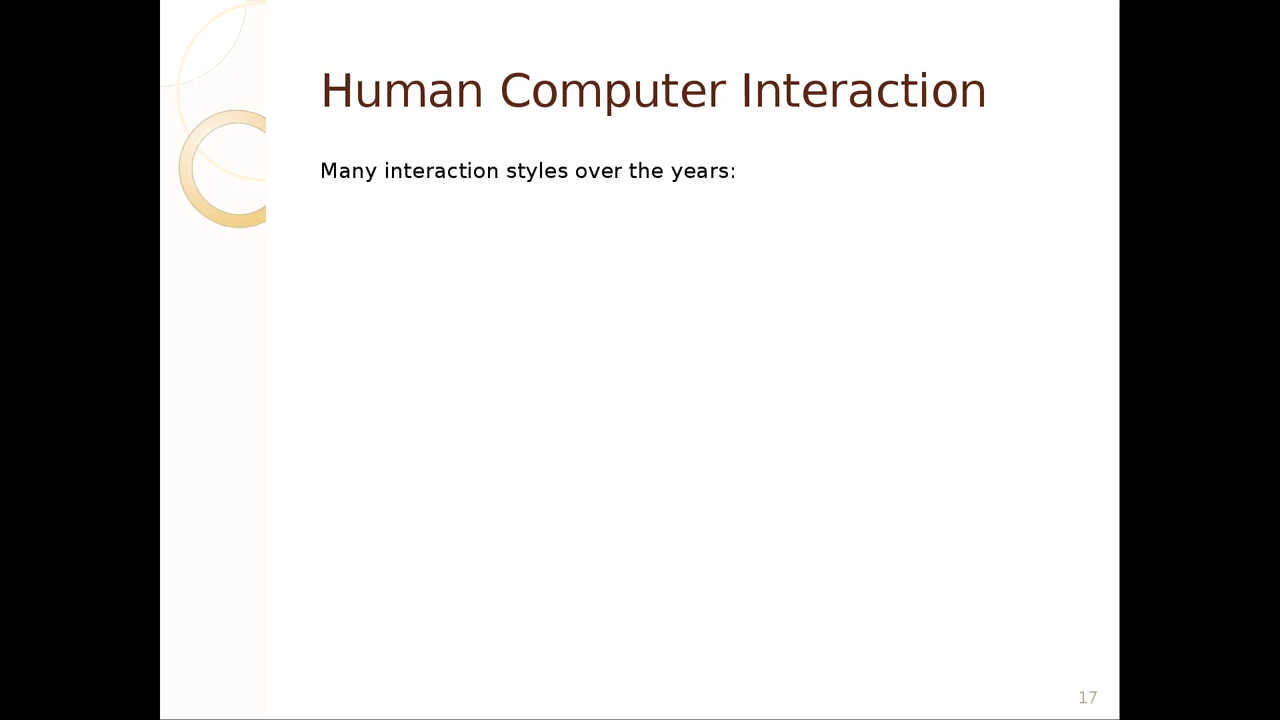 Human Computer Interaction
Many interaction styles over the years:
17